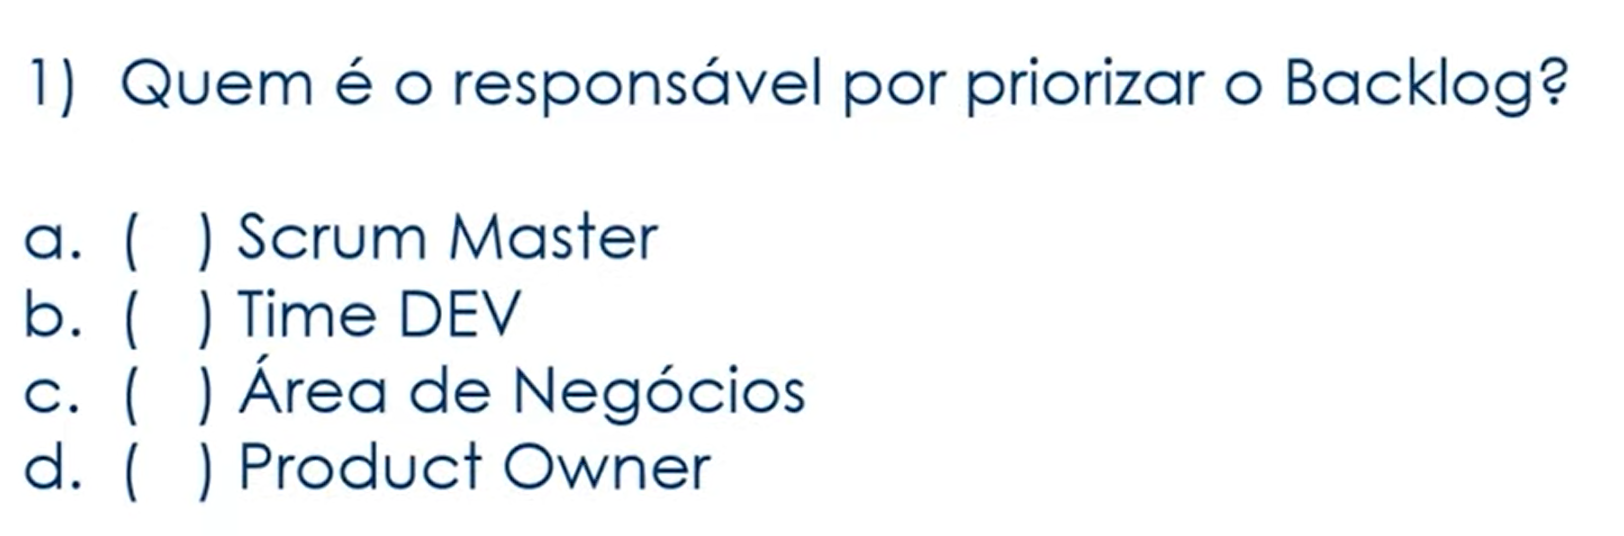 1) Quem é o responsável por priorizar o Backlog?
a. ( ) Scrum Master
b. ( ) Time DEV
c. ( ) Área de Negócios
d. ( ) Product Owner